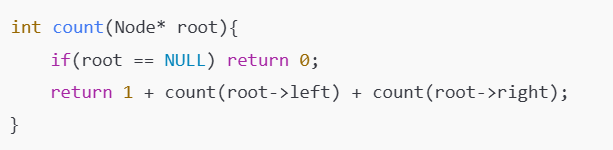 int count(Node* root){
    if(root == NULL) return 0;
    return 1 + count(root->left) + count(root->right);
}